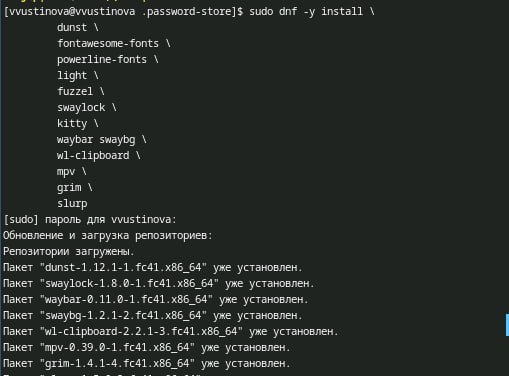 [vvustinova@vvustinova .password-store]$ sudo dnf -y install \
dunst \
fontawesome-fonts \
powerline-fonts \
light \
fuzzel \
swaylock \
kitty \
waybar swaybg \
wl-clipboard \
mpv \
grim \
slurp
[sudo] пароль для vvustinova:
Обновление и загрузка репозиториев:
Репозитории загружены.
Пакет "dunst-1.12.1-1.fc41.x86_64" уже установлен.
Пакет "swaylock-1.8.0-1.fc41.x86_64" уже установлен.
Пакет "waybar-0.11.0-1.fc41.x86_64" уже установлен.
Пакет "swaybg-1.2.1-2.fc41.x86_64" уже установлен.
Пакет "wl-clipboard-2.2.1-3.fc41.x86_64" уже установлен.
Пакет "mpv-0.39.0-1.fc41.x86_64" уже установлен.
Пакет "grim-1.4.1-4.fc41.x86_64" уже установлен.